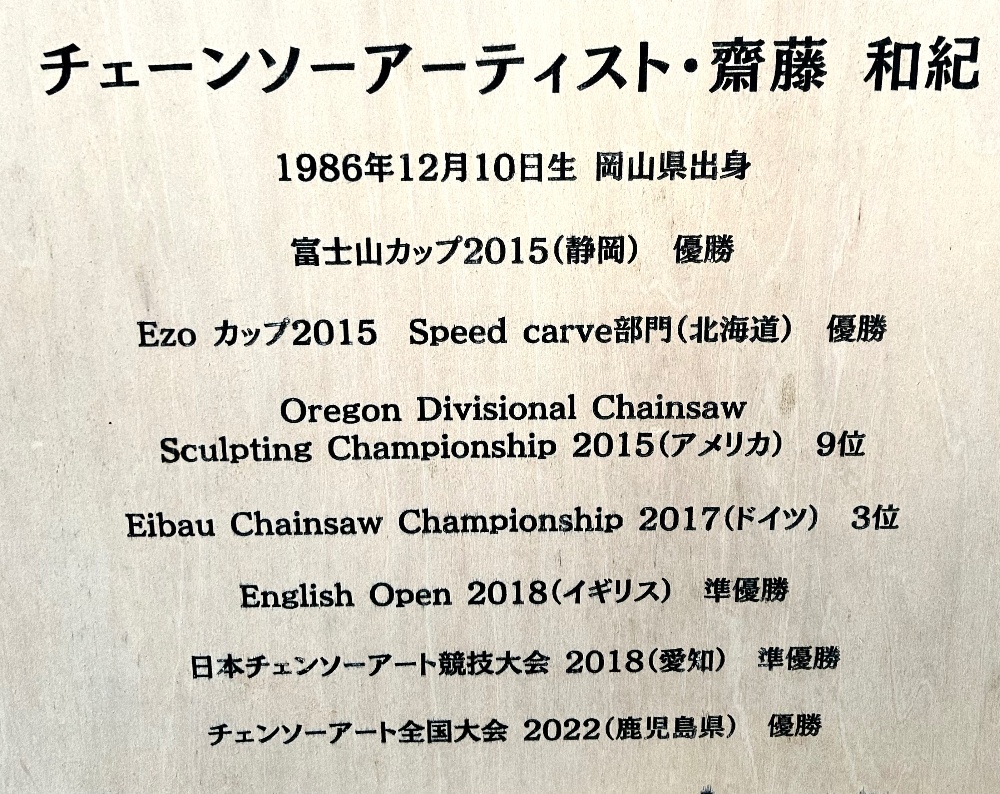 チェーンソーアーティスト・齋藤 和紀
1986年12月10日生 岡山県出身
富士山カップ2015(静岡) 優勝
Ezo カップ2015 Speed carve部門(北海道) 優勝
Oregon Divisional Chainsaw
Sculpting Championship 2015(アメリカ) 9位
Eibau Chainsaw Championship 2017(ドイツ) 3位
English Open 2018(イギリス) 準優勝
日本チェンソーアート競技大会 2018(愛知) 準優勝
チェンソーアート全国大会 2022(鹿児島県) 優勝